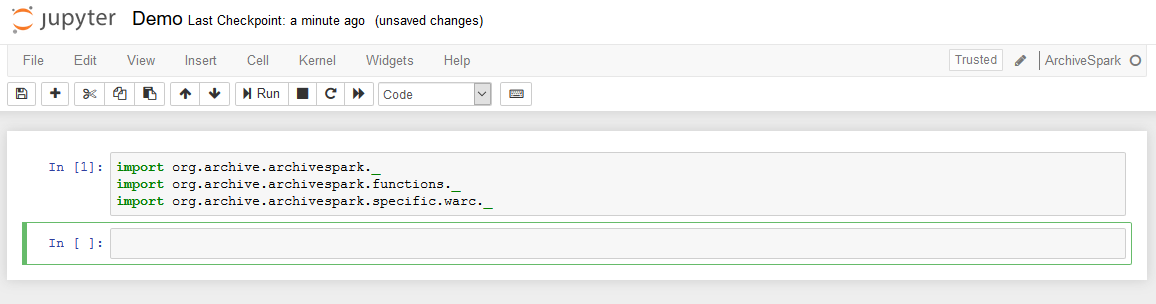 jupyter Demo Last Checkpoint: a minute ago (unsaved changes)
File Edit View Insert Cell Kernel Widgets Help Trusted ArchiveSpark
Run Code
In [1]: import org.archive.archivespark._
import org.archive.archivespark.functions._
import org.archive.archivespark.specific.warc._
In [ ]: